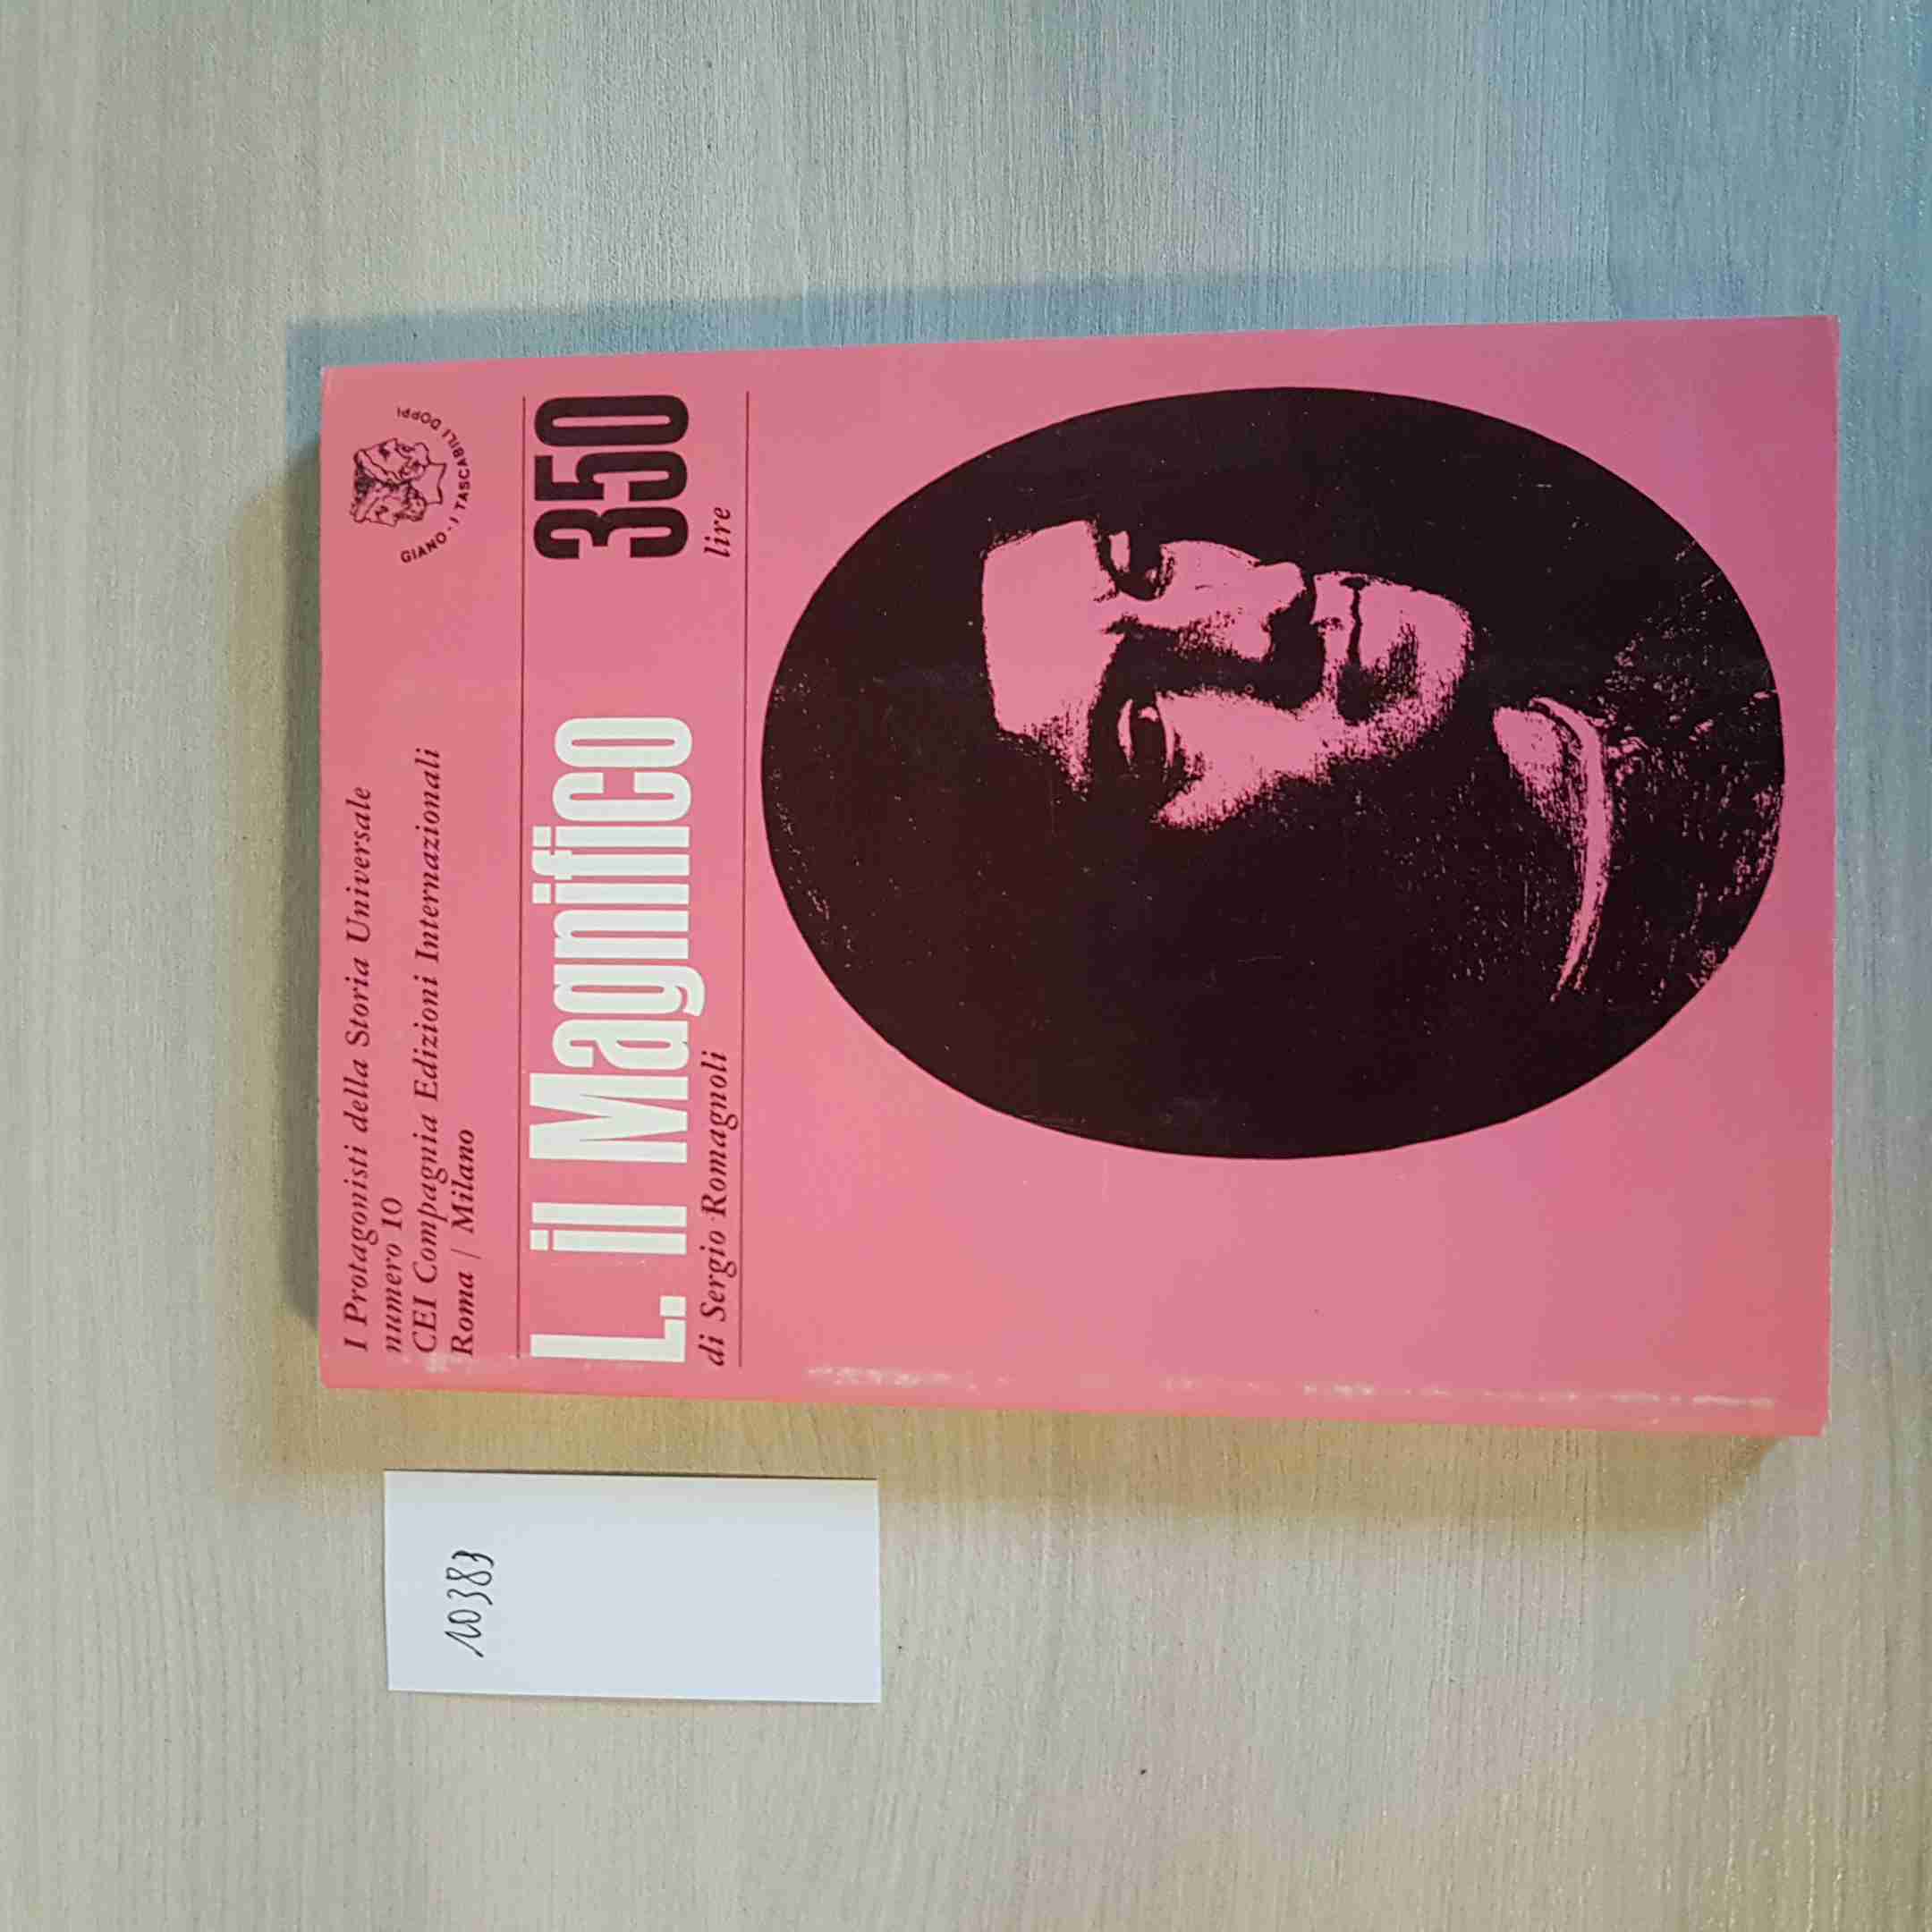 I Protagonisti della Storia Universale
numero 10
CEI Compagnia Edizioni Internazionali
Roma / Milano
GIANO - I TASCABILI DOPPI
L. il Magnifico 350
di Sergio Romagnoli lire
10383